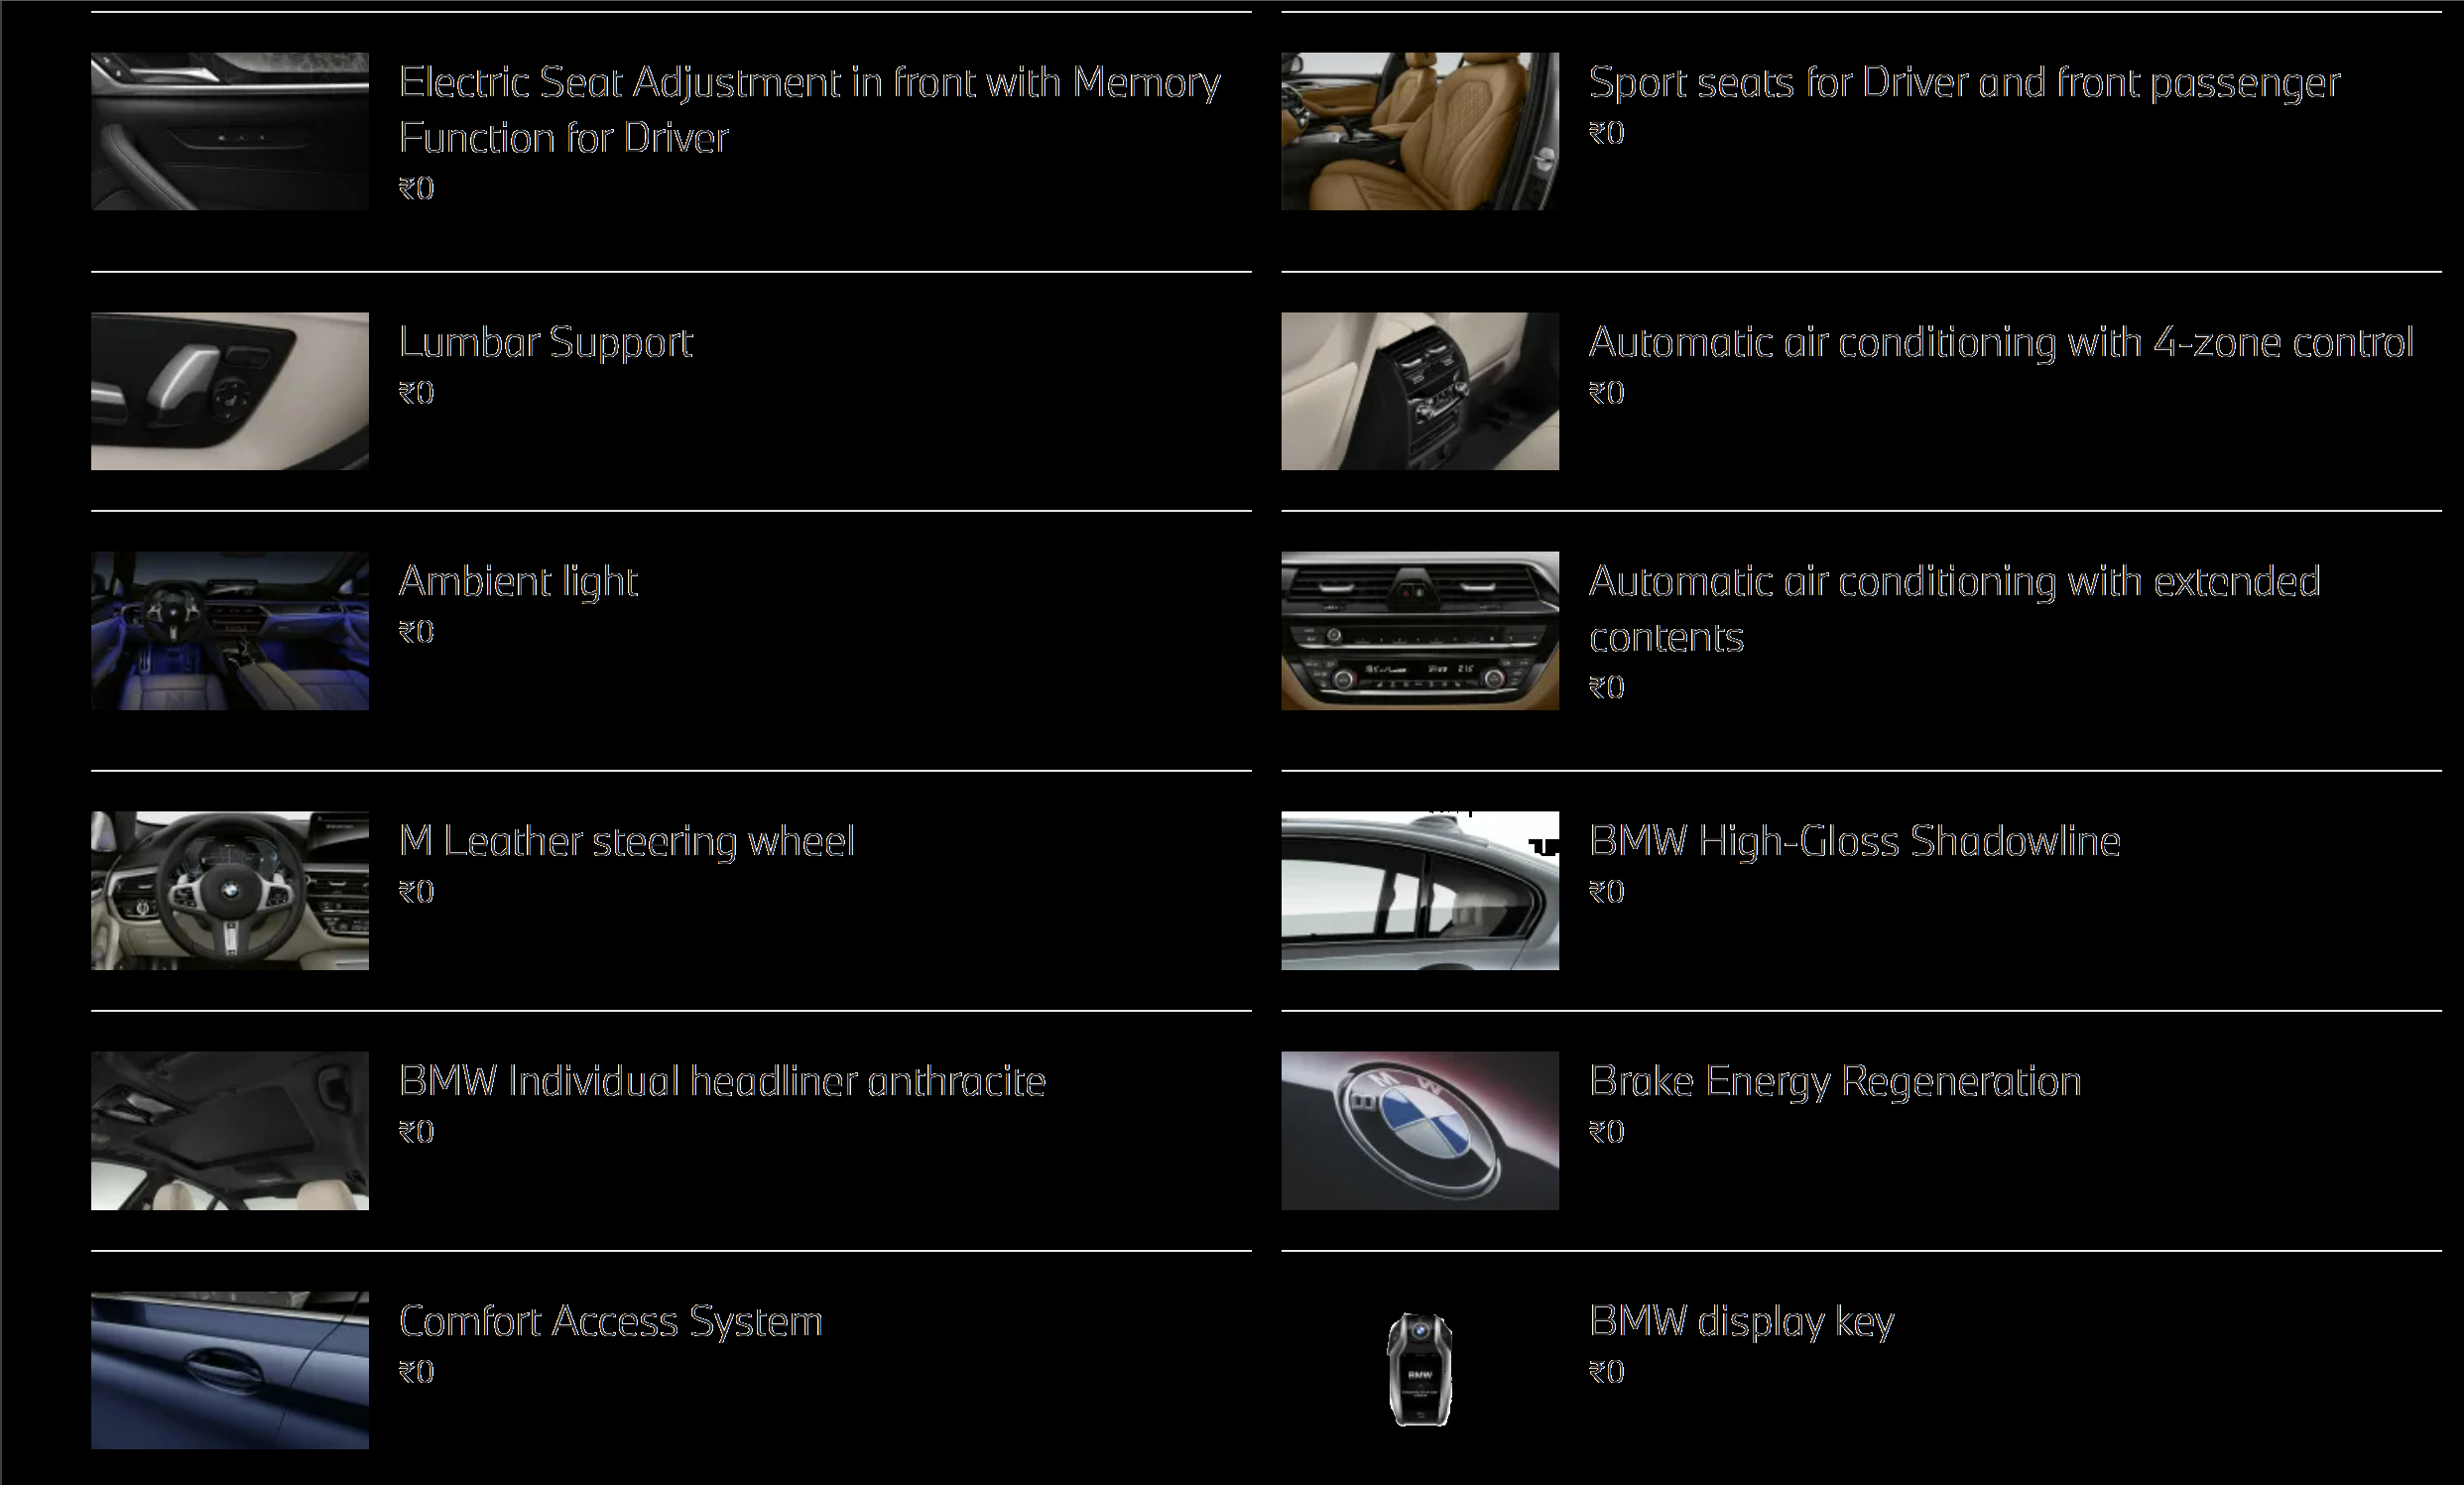 Electric Seat Adjustment in front with Memory
Function for Driver
₹0
Sport seats for Driver and front passenger
₹0
Lumbar Support
₹0
Automatic air conditioning with 4-zone control
₹0
Ambient light
₹0
Automatic air conditioning with extended
contents
₹0
M Leather steering wheel
₹0
BMW High-Gloss Shadowline
₹0
BMW Individual headliner anthracite
₹0
Brake Energy Regeneration
₹0
BMW
Comfort Access System
₹0
BMW display key
₹0
BMW